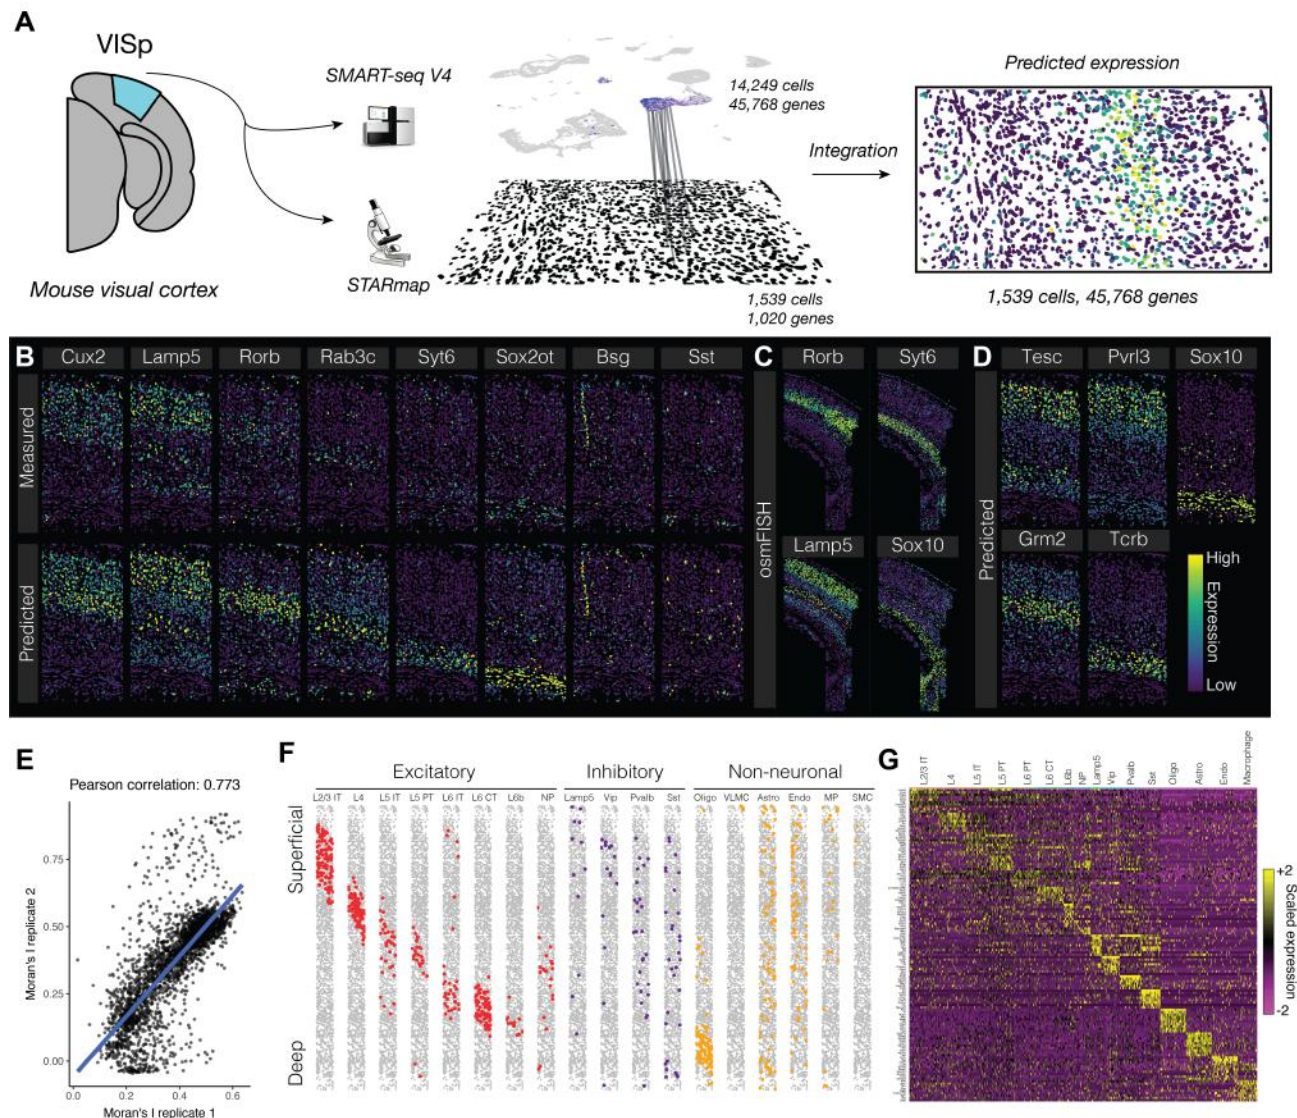 A
VISp
SMART-seq V4
14,249 cells
45,768 genes
Predicted expression
Integration
Mouse visual cortex
STARmap
1,539 cells
1,020 genes
1,539 cells, 45,768 genes
B
Cux2 Lamp5 Rorb Rab3c Syt6 Sox2ot Bsg Sst
Measured
Predicted
C
Rorb Syt6
osmFISH
Lamp5 Sox10
D
Tesc Pvrl3 Sox10
Predicted
Grm2 Tcrb
High
Expression
Low
E
Pearson correlation: 0.773
Moran's I replicate 2
0.75
0.50
0.25
0.00
0.0 0.2 0.4 0.6
Moran's I replicate 1
F
Excitatory Inhibitory Non-neuronal
L2/3 IT L4 L5 IT L5 PT L6 IT L6 CT L6b NP Lamp5 Vip Pvalb Sst Oligo VLMC Astro Endo MP SMC
Superficial
Deep
G
L2/3 IT L4 L5 IT L5 PT L6 PT L6 CT L6b NP Lamp5 Vip Pvalb Sst Oligo Astro Endo Macrophage
+2
Scaled expression
-2